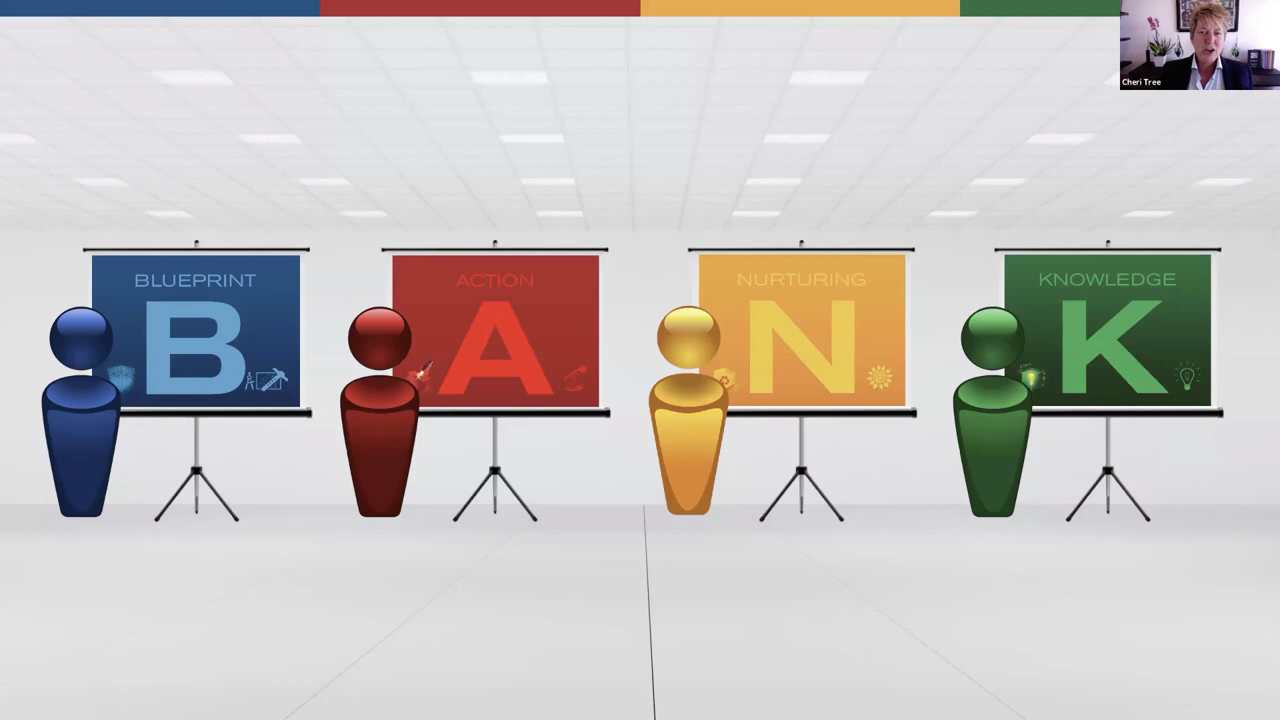 Cheri Tree
BLUEPRINT
B
ACTION
A
NURTURING
N
KNOWLEDGE
K